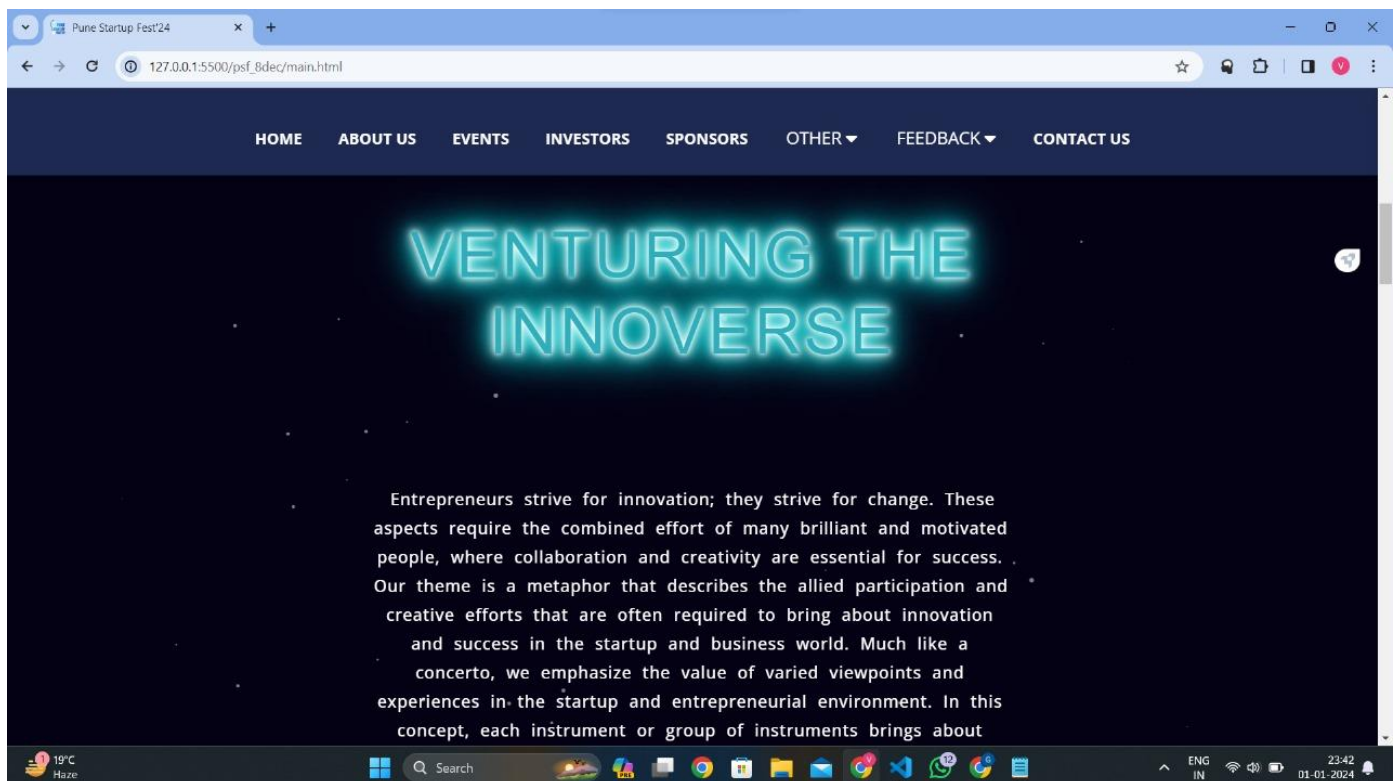 Pune Startup Fest'24
127.0.0.1:5500/psf_8dec/main.html
V
HOME ABOUT US EVENTS INVESTORS SPONSORS OTHER FEEDBACK CONTACT US
VENTURING THE
INNOVERSE
Entrepreneurs strive for innovation; they strive for change. These
aspects require the combined effort of many brilliant and motivated
people, where collaboration and creativity are essential for success.
Our theme is a metaphor that describes the allied participation and
creative efforts that are often required to bring about innovation
and success in the startup and business world. Much like a
concerto, we emphasize the value of varied viewpoints and
experiences in the startup and entrepreneurial environment. In this
concept, each instrument or group of instruments brings about
1
19°C
Haze
Search
PRE
12
ENG
IN
23:42
01-01-2024